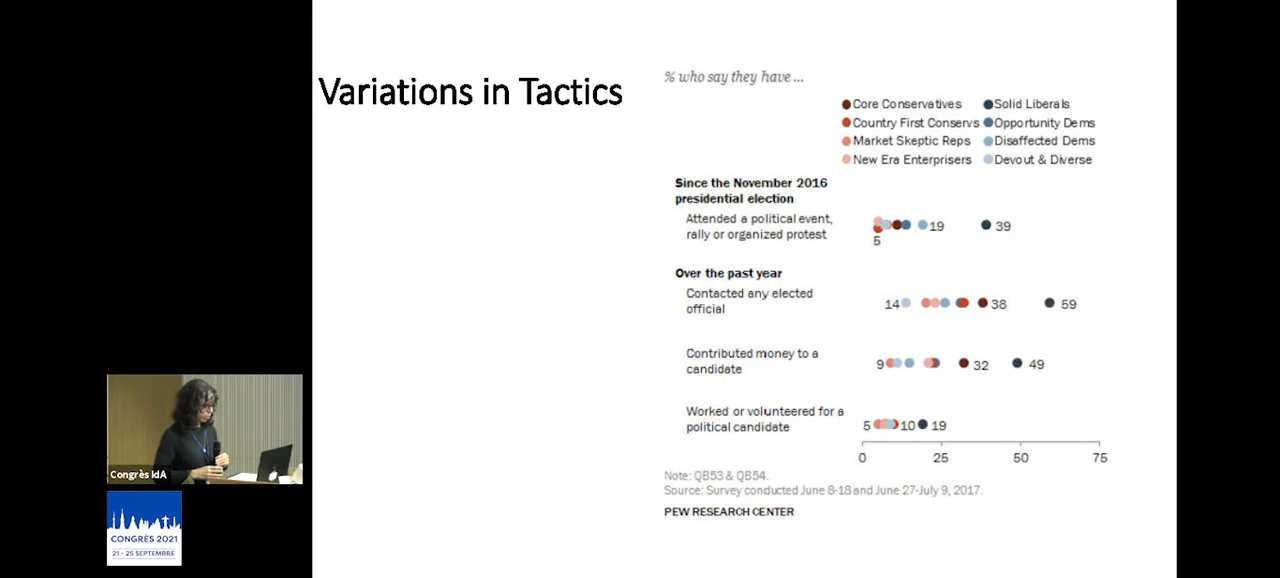 Variations in Tactics
% who say they have ...
Core Conservatives
Solid Liberals
Country First Conservs
Opportunity Dems
Market Skeptic Reps
Disaffected Dems
New Era Enterprisers
Devout & Diverse
Since the November 2016
presidential election
Attended a political event,
rally or organized protest
19
39
5
Over the past year
Contacted any elected
official
14
38
59
Contributed money to a
candidate
9
32
49
Worked or volunteered for a
political candidate
5
10
19
0
25
50
75
Note: QB53 & QB54.
Source: Survey conducted June 8-18 and June 27-July 9, 2017.
PEW RESEARCH CENTER
Congrès IdA
CONGRÈS 2021
21 - 25 SEPTEMBRE